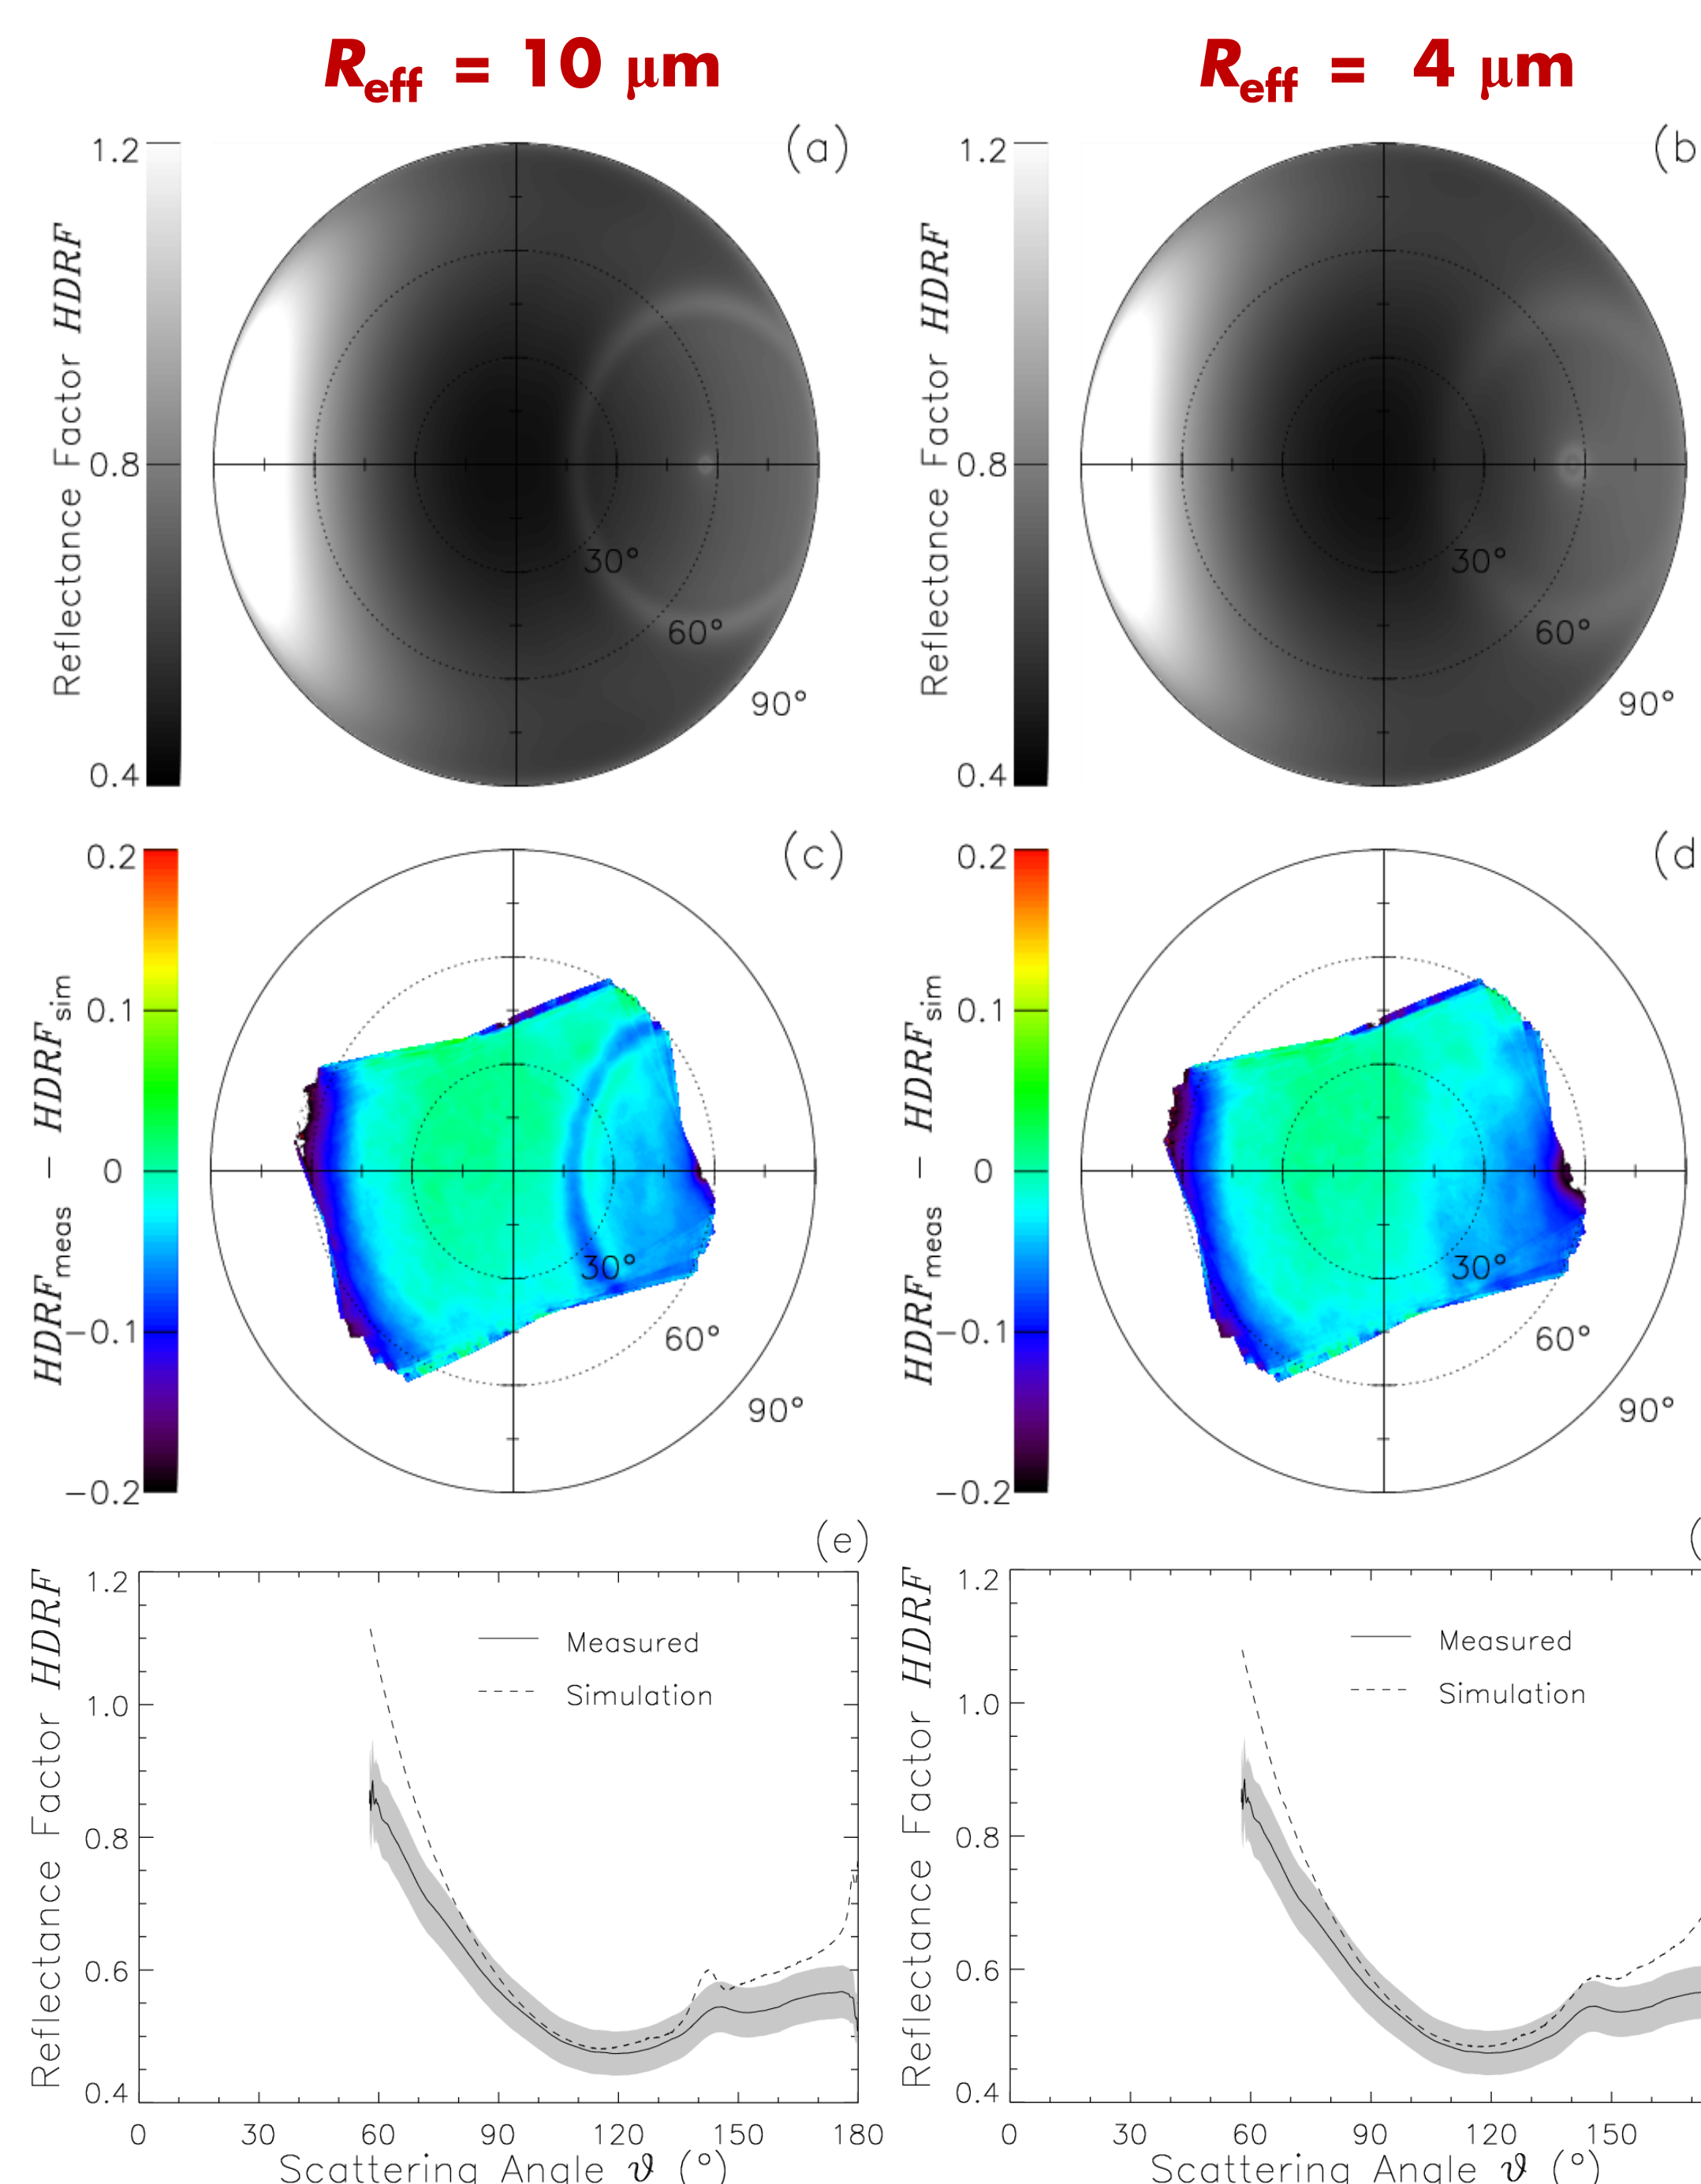 R_eff = 10 μm
R_eff = 4 μm
(a)
1.2
0.8
0.4
Reflectance Factor HDRF
30°
60°
90°
(b
1.2
0.8
0.4
Reflectance Factor HDRF
30°
60°
90°
(c)
0.2
0.1
0
−0.1
−0.2
HDRF_meas − HDRF_sim
30°
60°
90°
(d
0.2
0.1
0
−0.1
−0.2
HDRF_meas − HDRF_sim
30°
60°
90°
(e)
1.2
1.0
0.8
0.6
0.4
Reflectance Factor HDRF
Measured
Simulation
0 30 60 90 120 150 180
Scattering Angle ϑ (°)
(
1.2
1.0
0.8
0.6
0.4
Reflectance Factor HDRF
Measured
Simulation
0 30 60 90 120 150
Scattering Angle ϑ (°)